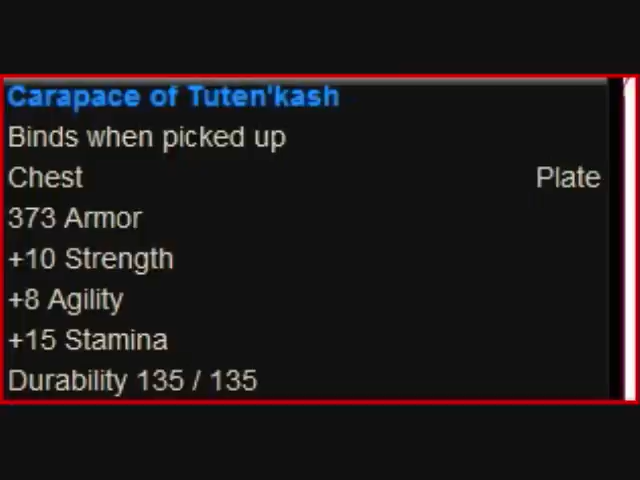 Carapace of Tuten'kash
Binds when picked up
Chest Plate
373 Armor
+10 Strength
+8 Agility
+15 Stamina
Durability 135 / 135